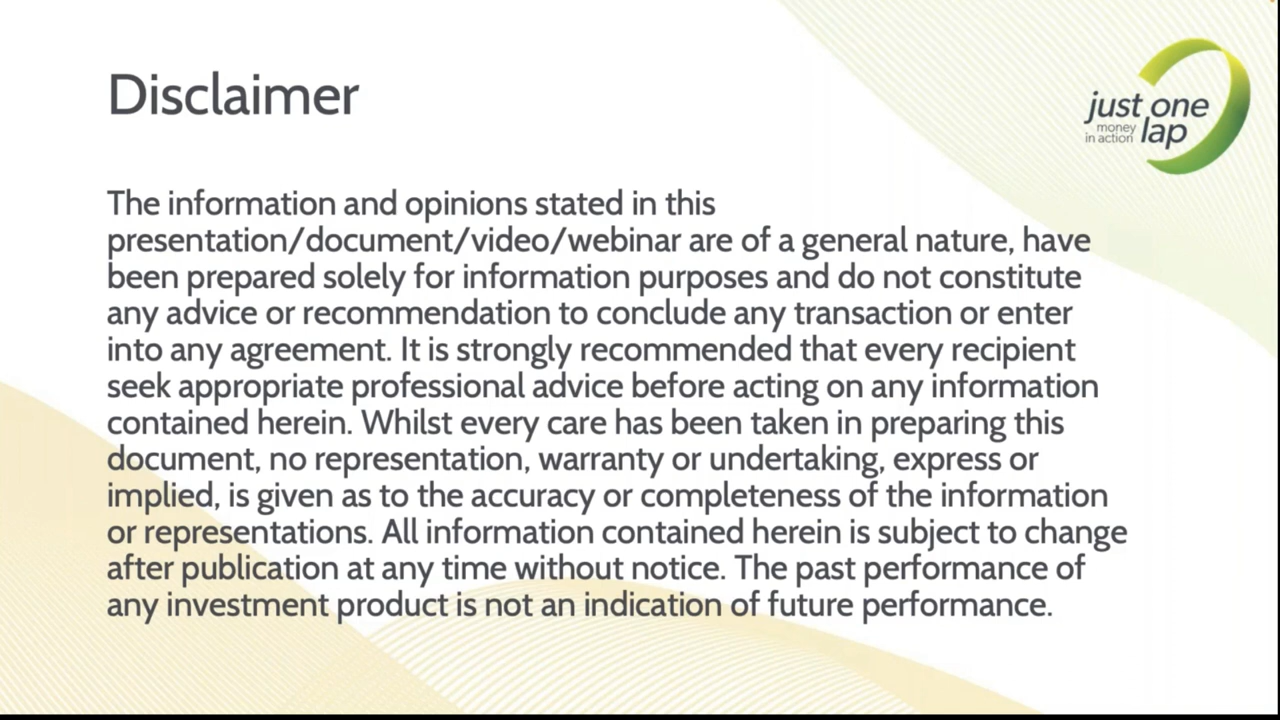 Disclaimer
just one
money
in action lap
The information and opinions stated in this
presentation/document/video/webinar are of a general nature, have
been prepared solely for information purposes and do not constitute
any advice or recommendation to conclude any transaction or enter
into any agreement. It is strongly recommended that every recipient
seek appropriate professional advice before acting on any information
contained herein. Whilst every care has been taken in preparing this
document, no representation, warranty or undertaking, express or
implied, is given as to the accuracy or completeness of the information
or representations. All information contained herein is subject to change
after publication at any time without notice. The past performance of
any investment product is not an indication of future performance.